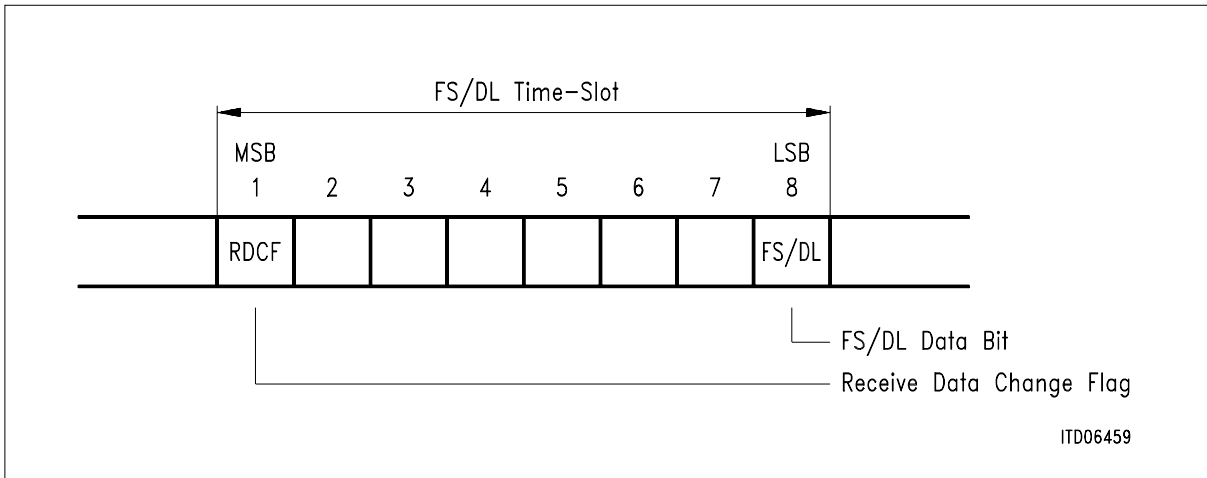 FS/DL Time-Slot
MSB LSB
1 2 3 4 5 6 7 8
RDCF FS/DL
FS/DL Data Bit
Receive Data Change Flag
ITD06459